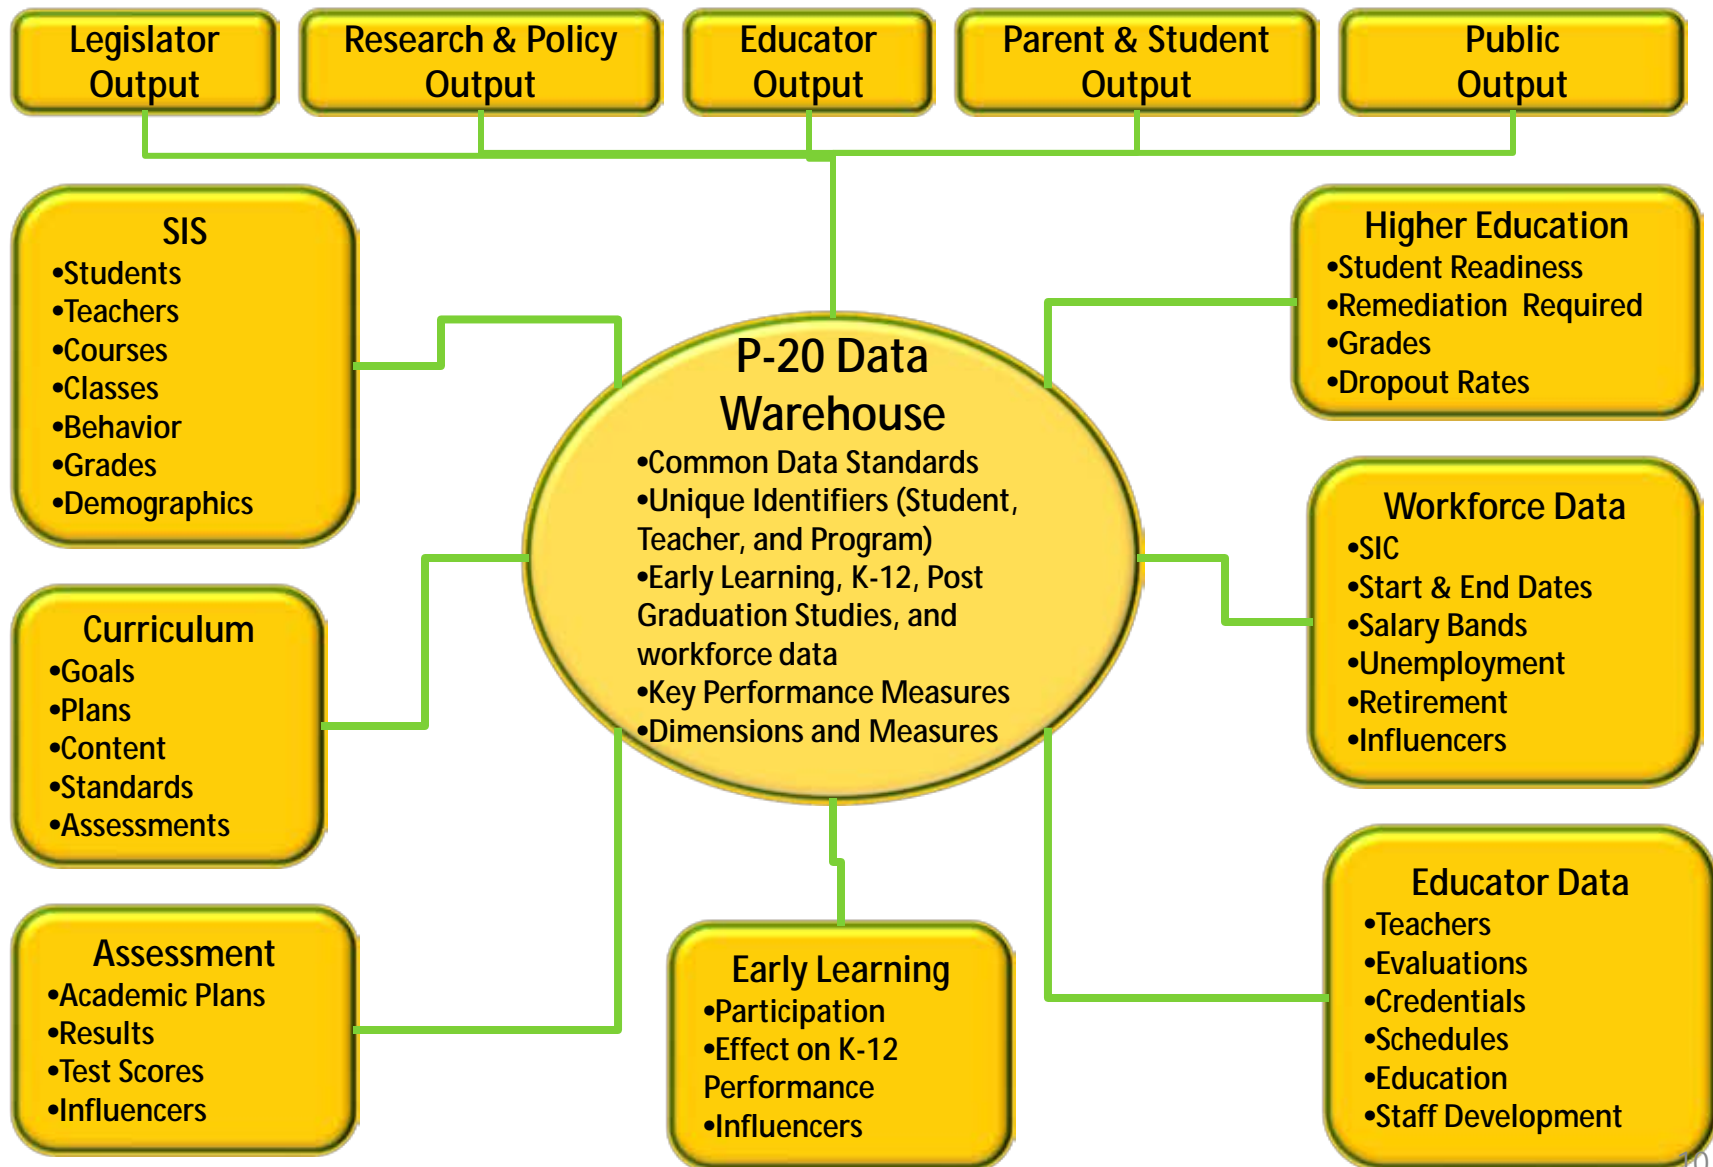 Legislator
Output
Research & Policy
Output
Educator
Output
Parent & Student
Output
Public
Output
SIS
•Students
•Teachers
•Courses
•Classes
•Behavior
•Grades
•Demographics
Curriculum
•Goals
•Plans
•Content
•Standards
•Assessments
Assessment
•Academic Plans
•Results
•Test Scores
•Influencers
P-20 Data
Warehouse
•Common Data Standards
•Unique Identifiers (Student,
Teacher, and Program)
•Early Learning, K-12, Post
Graduation Studies, and
workforce data
•Key Performance Measures
•Dimensions and Measures
Early Learning
•Participation
•Effect on K-12
Performance
•Influencers
Higher Education
•Student Readiness
•Remediation Required
•Grades
•Dropout Rates
Workforce Data
•SIC
•Start & End Dates
•Salary Bands
•Unemployment
•Retirement
•Influencers
Educator Data
•Teachers
•Evaluations
•Credentials
•Schedules
•Education
•Staff Development
10